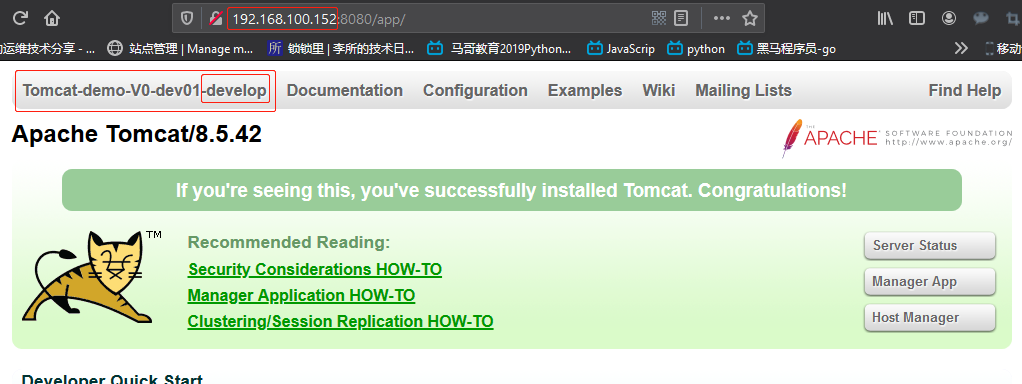 192.168.100.152:8080/app/
的运维技术分享 - ... 站点管理 | Manage m... 所 锁锁里 | 李所的技术日... 马哥教育2019Python... JavaScrip python 黑马程序员-go 移动
Tomcat-demo-V0-dev01-develop Documentation Configuration Examples Wiki Mailing Lists Find Help
Apache Tomcat/8.5.42
THE APACHE SOFTWARE FOUNDATION
http://www.apache.org/
If you're seeing this, you've successfully installed Tomcat. Congratulations!
TM
Recommended Reading:
Security Considerations HOW-TO
Manager Application HOW-TO
Clustering/Session Replication HOW-TO
Server Status
Manager App
Host Manager
Developer Quick Start